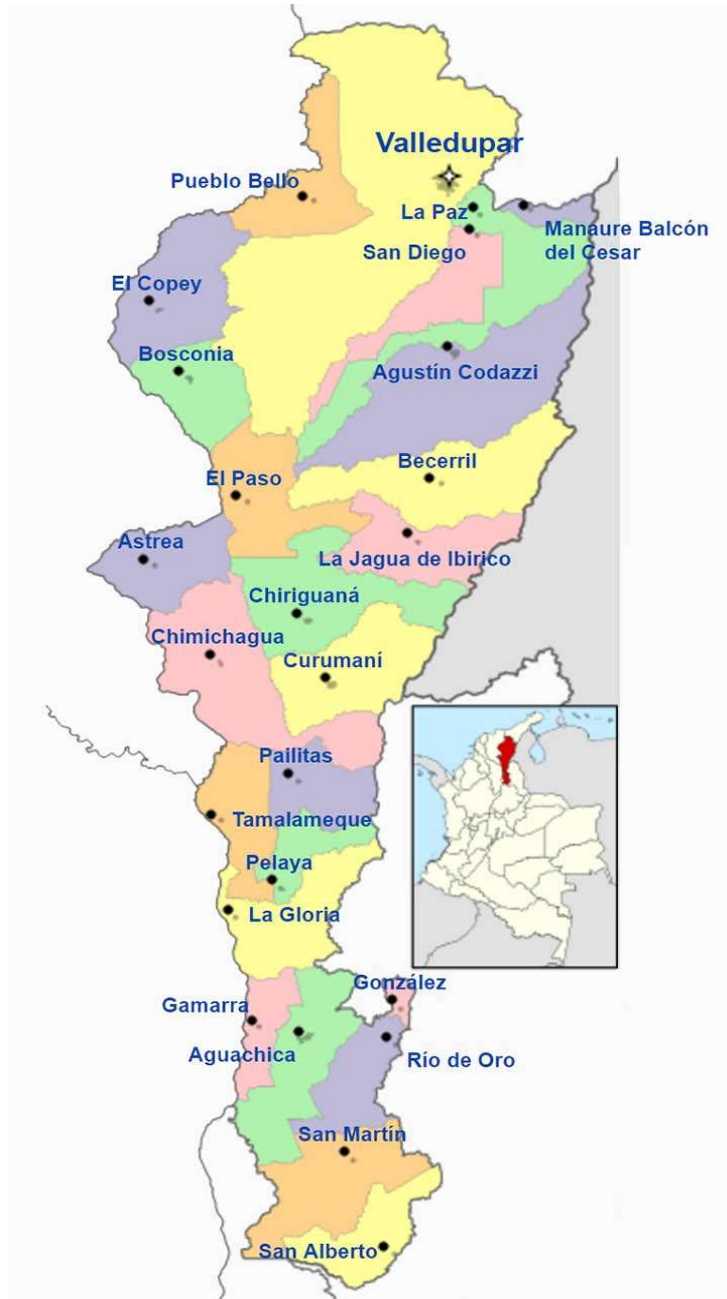 Valledupar
Pueblo Bello
La Paz
Manaure Balcón
del Cesar
San Diego
El Copey
Bosconia
Agustín Codazzi
Becerril
El Paso
Astrea
La Jagua de Ibirico
Chiriguaná
Chimichagua
Curumaní
Pailitas
Tamalameque
Pelaya
La Gloria
González
Gamarra
Aguachica
Río de Oro
San Martín
San Alberto